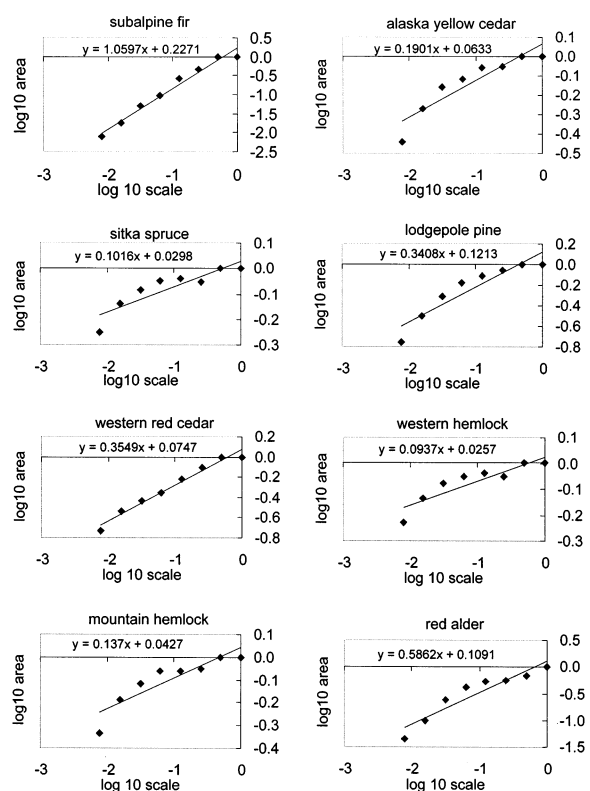 subalpine fir
y = 1.0597x + 0.2271
log10 area
0.5
0.0
-0.5
-1.0
-1.5
-2.0
-2.5
-3 -2 -1 0
log 10 scale
alaska yellow cedar
y = 0.1901x + 0.0633
log10 area
0.1
0.0
-0.1
-0.2
-0.3
-0.4
-0.5
-3 -2 -1 0
log 10 scale
sitka spruce
y = 0.1016x + 0.0298
log10 area
0.1
0.0
-0.1
-0.2
-0.3
-3 -2 -1 0
log10 scale
lodgepole pine
y = 0.3408x + 0.1213
log10 area
0.2
0.0
-0.2
-0.4
-0.6
-0.8
-3 -2 -1 0
log10 scale
western red cedar
y = 0.3549x + 0.0747
log10 area
0.2
0.0
-0.2
-0.4
-0.6
-0.8
-3 -2 -1 0
log 10 scale
western hemlock
y = 0.0937x + 0.0257
log10 area
0.1
0.0
-0.1
-0.2
-0.3
-3 -2 -1 0
log 10 scale
mountain hemlock
y = 0.137x + 0.0427
log10 area
0.1
0.0
-0.1
-0.2
-0.3
-0.4
-3 -2 -1 0
log 10 scale
red alder
y = 0.5862x + 0.1091
log10 area
0.5
0.0
-0.5
-1.0
-1.5
-3 -2 -1 0
log 10 scale